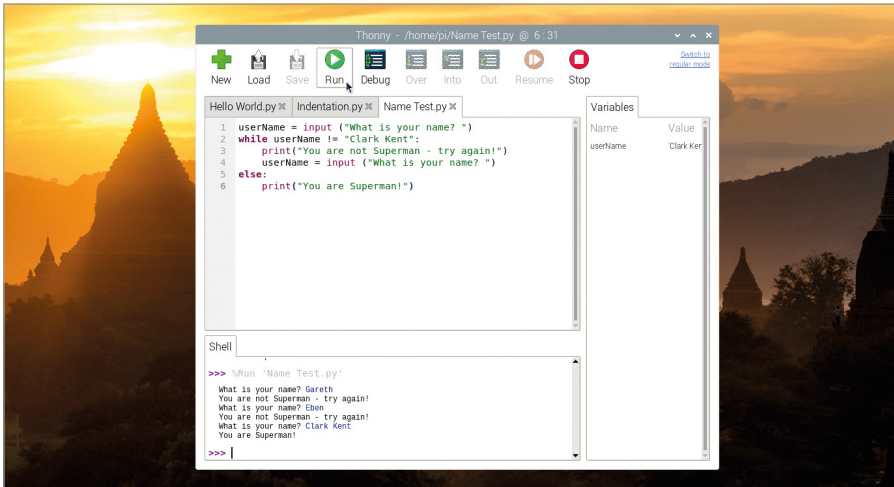 Thonny - /home/pi/Name Test.py @ 6:31
Switch to
regular mode
New Load Save Run Debug Over Into Out Resume Stop
Hello World.py Indentation.py Name Test.py
1 userName = input ("What is your name? ")
2 while userName != "Clark Kent":
3     print("You are not Superman - try again!")
4     userName = input ("What is your name? ")
5 else:
6     print("You are Superman!")
Variables
Name Value
userName 'Clark Ker
Shell
>>> %Run 'Name Test.py'
What is your name? Gareth
You are not Superman - try again!
What is your name? Eben
You are not Superman - try again!
What is your name? Clark Kent
You are Superman!
>>>